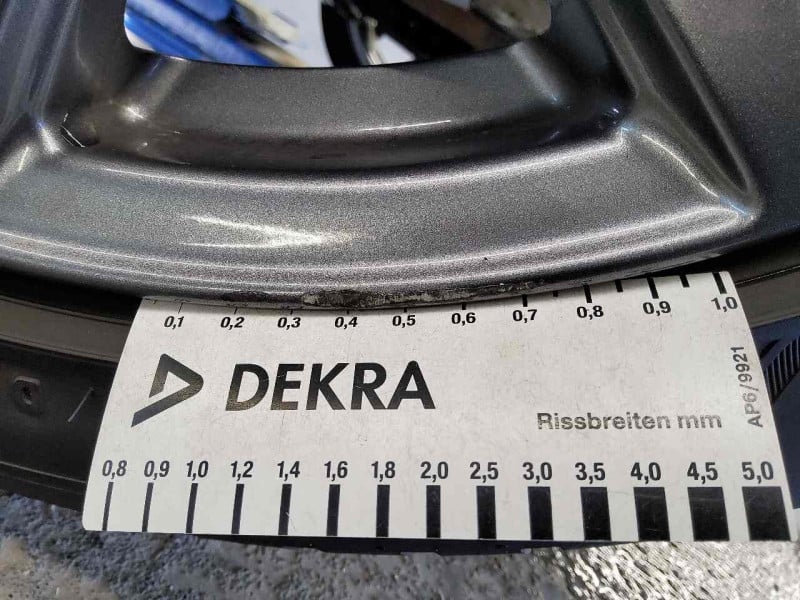 0,1 0,2 0,3 0,4 0,5 0,6 0,7 0,8 0,9 1,0
DEKRA
Rissbreiten mm
AP6/9921
0,8 0,9 1,0 1,2 1,4 1,6 1,8 2,0 2,5 3,0 3,5 4,0 4,5 5,0